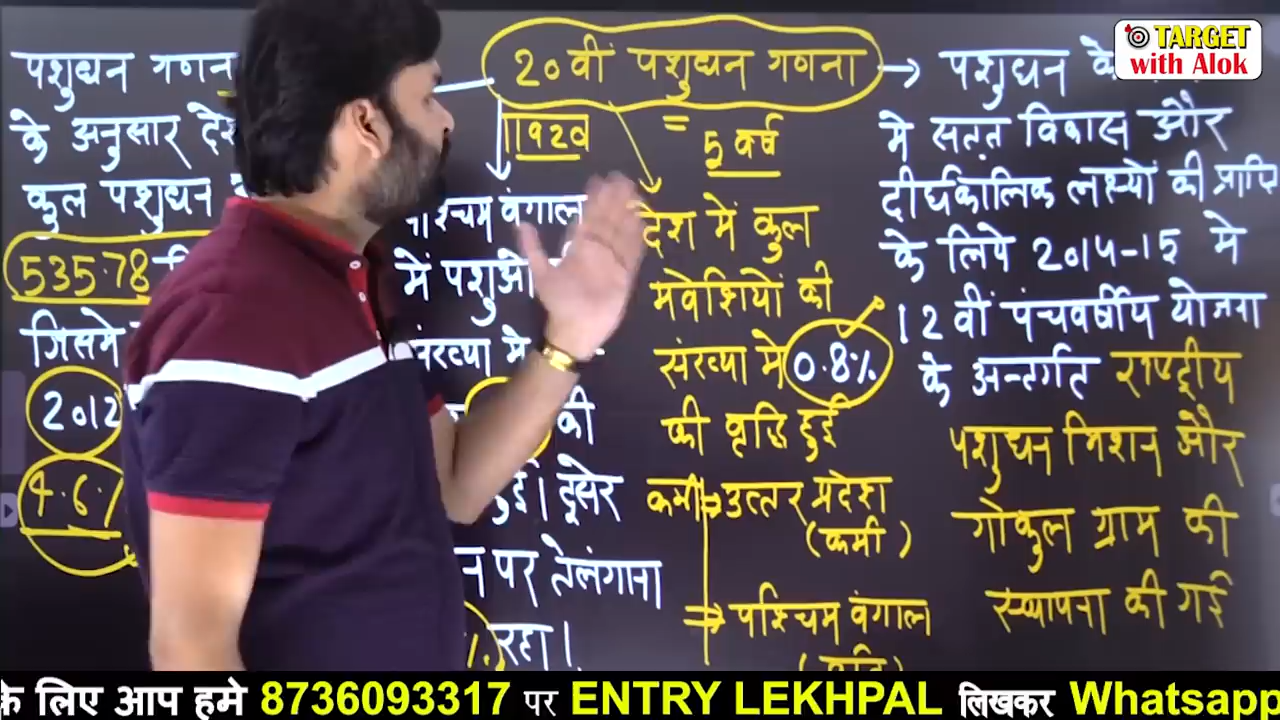 पशुधन गणन
के अनुसार देश
कुल पशुधन
535.78
जिसमे
2012
4.6%
20वीं पशुधन गणना
1920
= 5 वर्ष
पश्चिम बंगाल
में पशुओ
संख्या मे
की
हुई। दूसरे
न पर तेलंगाना
रहा।
देश में कुल
मवेशियों की
संख्या मे 0.8%
की वृद्धि हुई
कमी → उत्तर प्रदेश
(कमी)
→ पश्चिम बंगाल
(वृद्धि)
→ पशुधन के
मे सतत् विकास और
दीर्घकालिक लक्ष्यों की प्राप्ति
के लिये 2014-15 मे
12 वीं पंचवर्षीय योजना
के अन्तर्गत राष्ट्रीय
पशुधन मिशन और
गोकुल ग्राम की
स्थापना की गई
TARGET
with Alok
के लिए आप हमे 8736093317 पर ENTRY LEKHPAL लिखकर Whatsapp